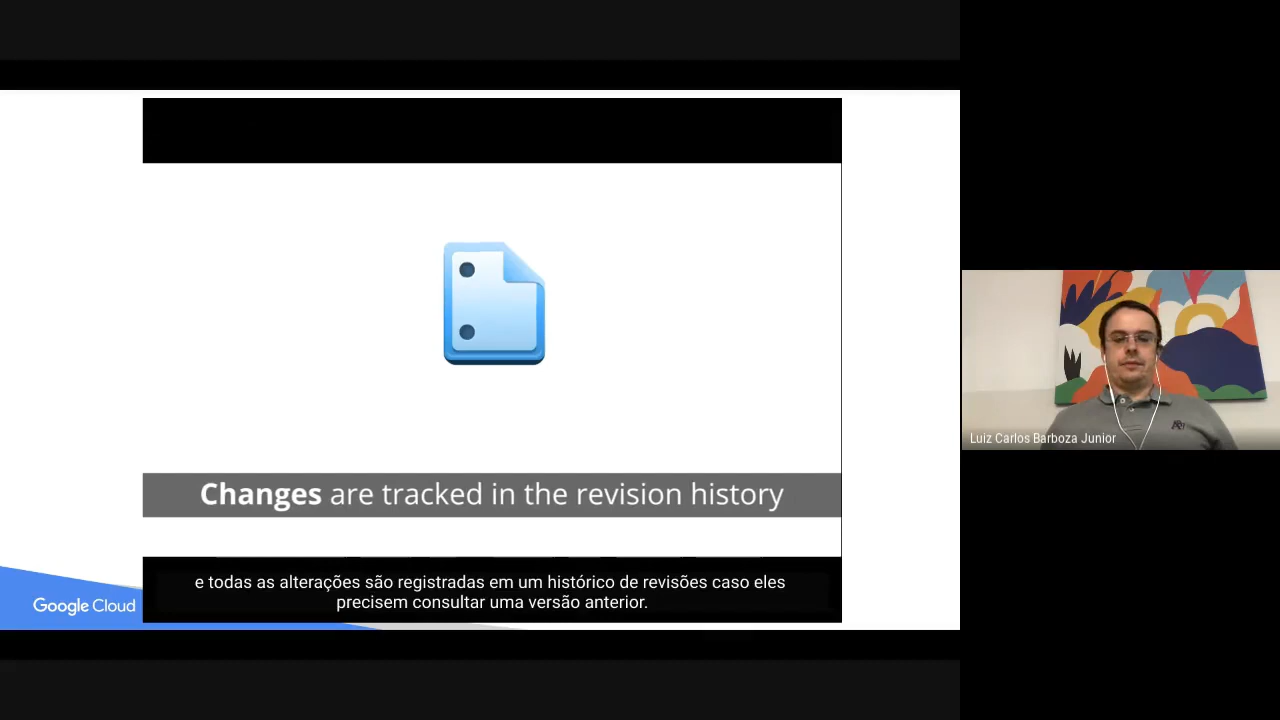 Changes are tracked in the revision history
e todas as alterações são registradas em um histórico de revisões caso eles
precisem consultar uma versão anterior.
Google Cloud
Luiz Carlos Barboza Junior